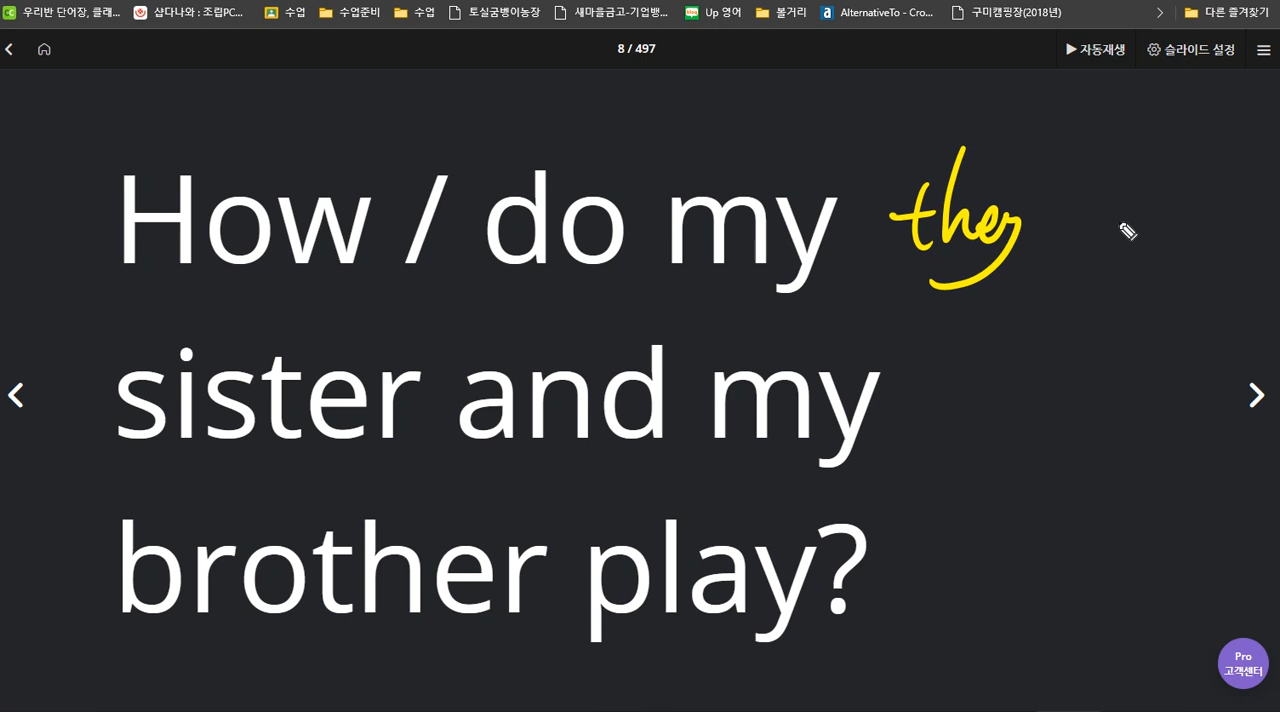 우리반 단어장, 클래... 샵다나와 : 조립PC... 수업 수업준비 수업 토실굼벵이농장 새마을금고-기업뱅... Up 영어 볼거리 AlternativeTo - Cro... 구미캠핑장(2018년) 다른 즐겨찾기
8 / 497 자동재생 슬라이드 설정
How / do my they
sister and my
brother play?
Pro
고객센터